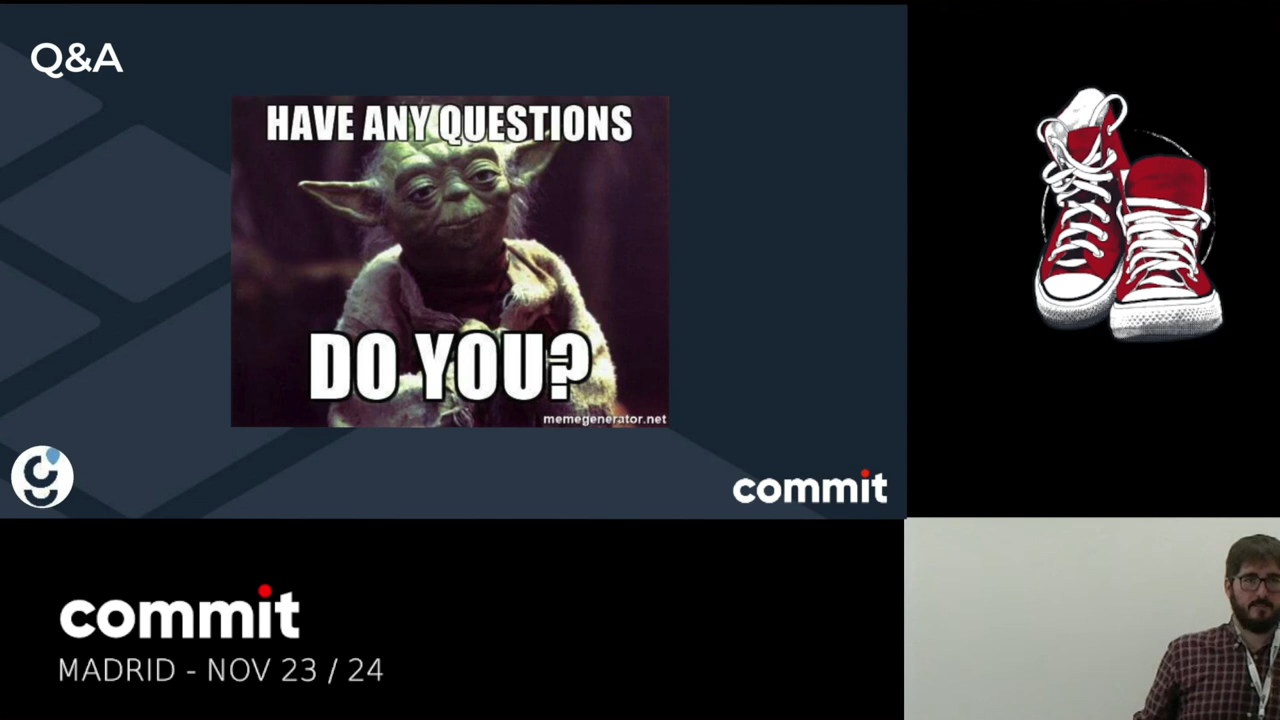 Q&A
HAVE ANY QUESTIONS
DO YOU?
memegenerator.net
commit
commit
MADRID - NOV 23 / 24